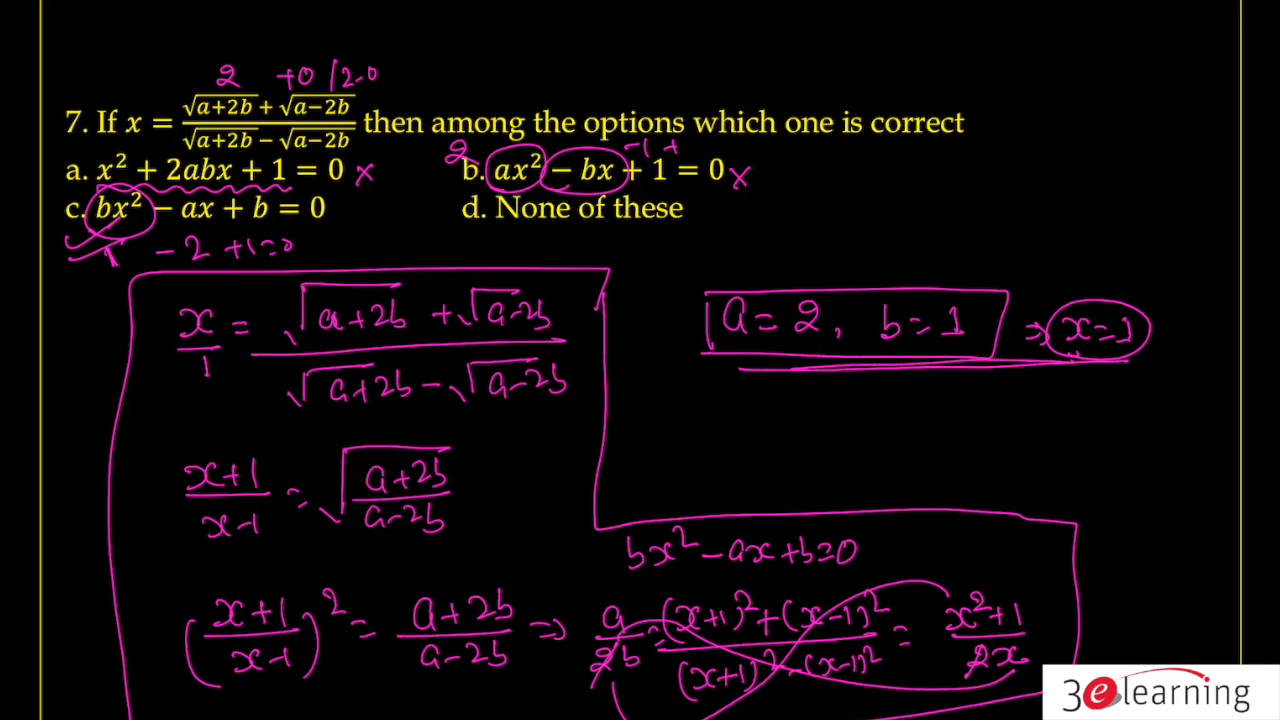 2 +0 /2-0
7. If x = (√a+2b + √a−2b)/(√a+2b − √a−2b) then among the options which one is correct
2 -1 +
a. x² + 2abx + 1 = 0 x b. ax² − bx + 1 = 0 x
c. bx² − ax + b = 0 d. None of these
1 - 2 + 1 = 0
x/1 = (√a+2b + √a-2b)/(√a+2b - √a-2b)
a = 2, b = 1 ⇒ x = 1
(x+1)/(x-1) = √((a+2b)/(a-2b))
bx² - ax + b = 0
((x+1)/(x-1))² = (a+2b)/(a-2b) ⇒ a/2b = ((x+1)² + (x-1)²)/((x+1)² - (x-1)²) = (x²+1)/2x
3elearning